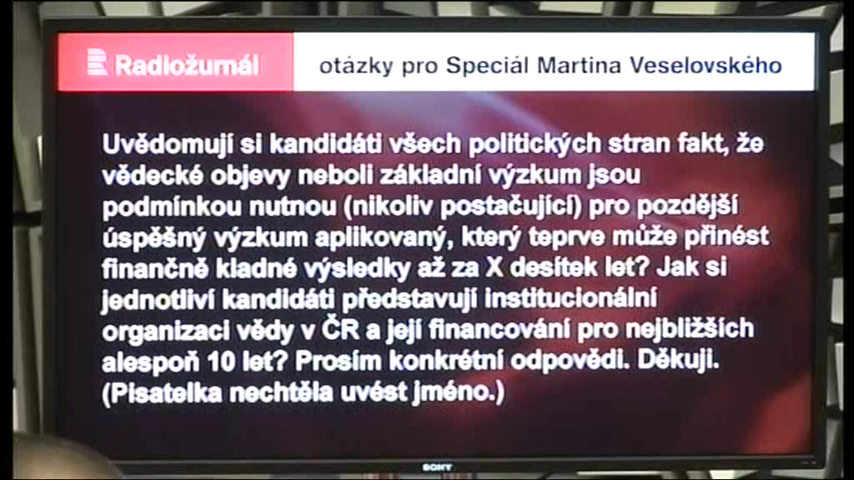 Radiožurnál
otázky pro Speciál Martina Veselovského
Uvědomují si kandidáti všech politických stran fakt, že
vědecké objevy neboli základní výzkum jsou
podmínkou nutnou (nikoliv postačující) pro pozdější
úspěšný výzkum aplikovaný, který teprve může přinést
finančně kladné výsledky až za X desítek let? Jak si
jednotliví kandidáti představují institucionální
organizaci vědy v ČR a její financování pro nejbližších
alespoň 10 let? Prosím konkrétní odpovědi. Děkuji.
(Pisatelka nechtěla uvést jméno.)
SONY